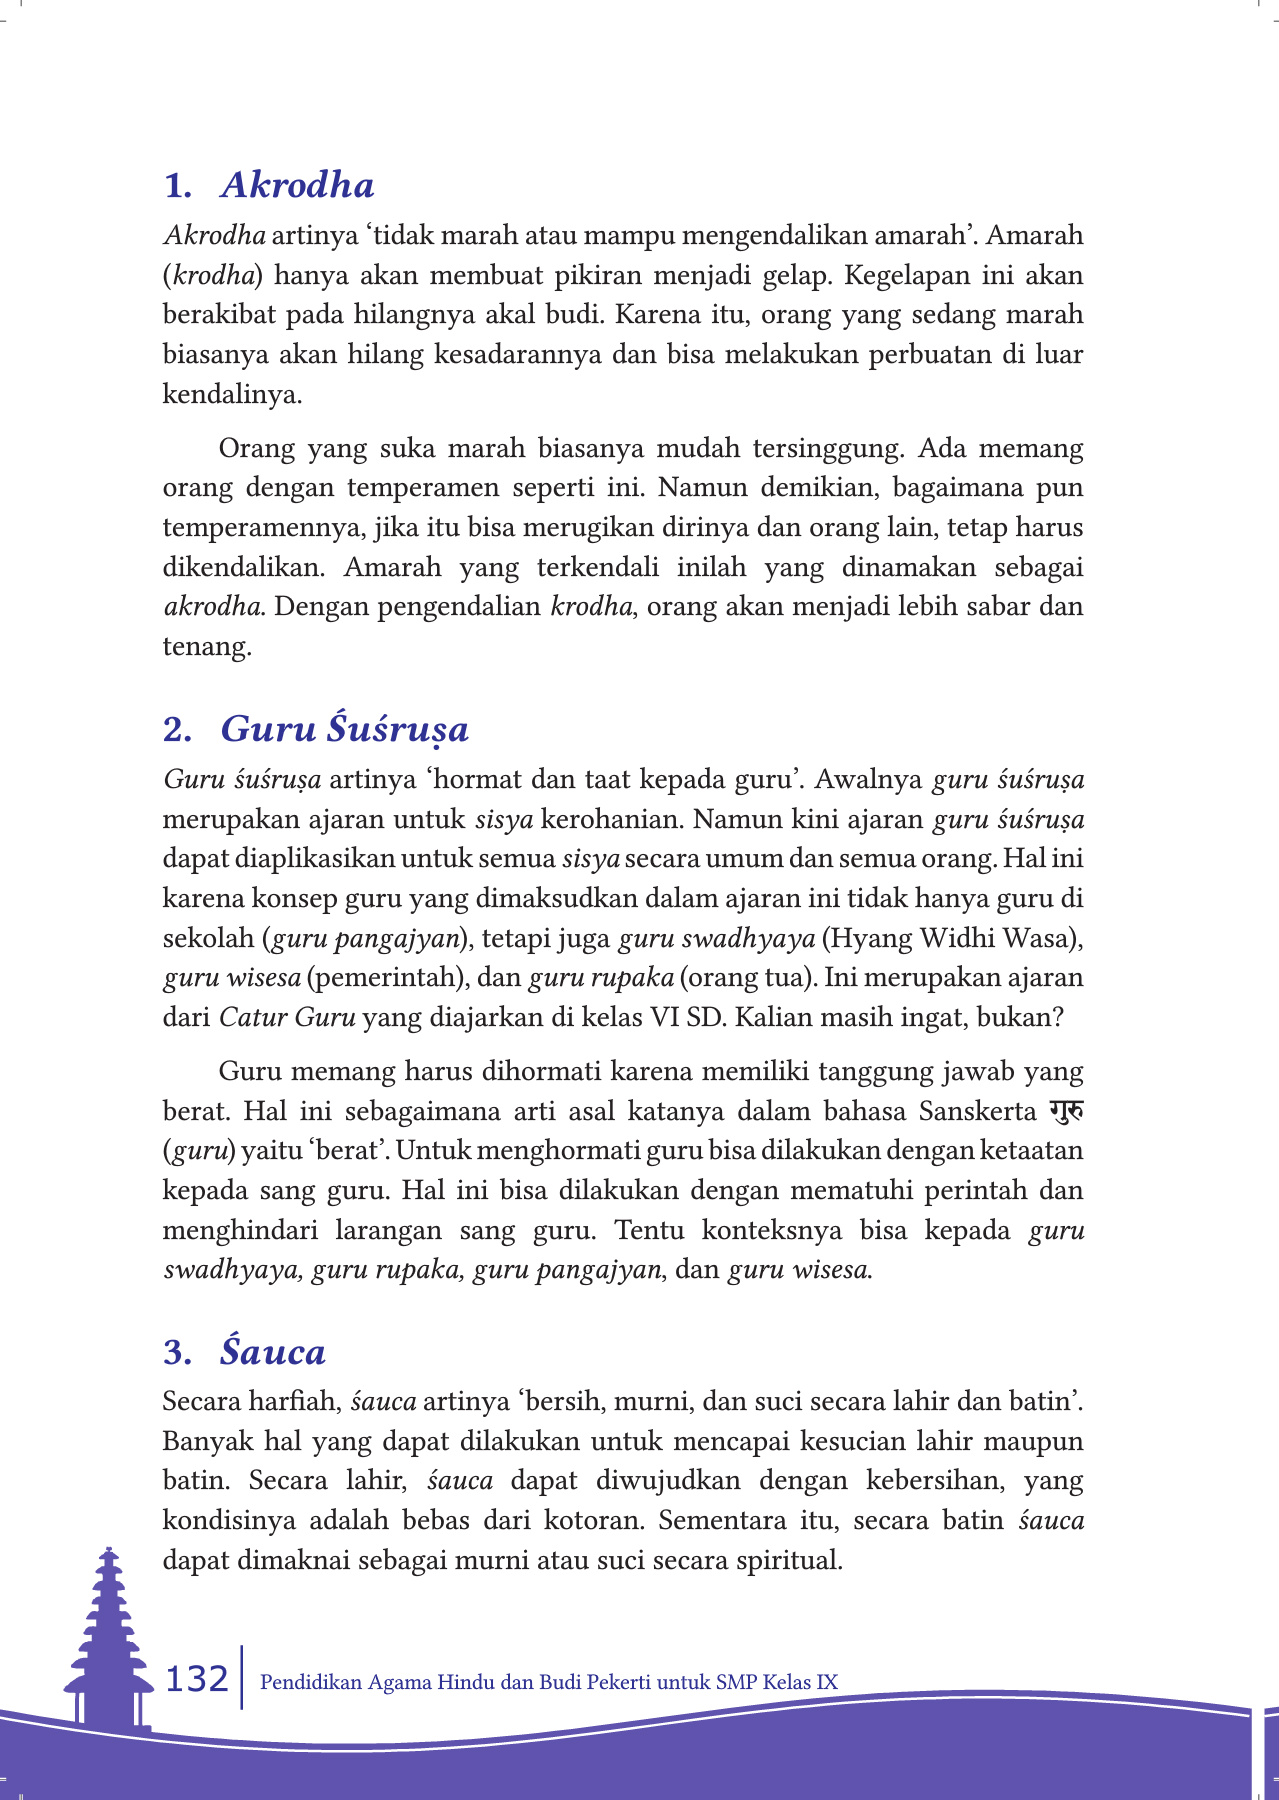 1. Akrodha
Akrodha artinya ‘tidak marah atau mampu mengendalikan amarah’. Amarah
(krodha) hanya akan membuat pikiran menjadi gelap. Kegelapan ini akan
berakibat pada hilangnya akal budi. Karena itu, orang yang sedang marah
biasanya akan hilang kesadarannya dan bisa melakukan perbuatan di luar
kendalinya.
Orang yang suka marah biasanya mudah tersinggung. Ada memang
orang dengan temperamen seperti ini. Namun demikian, bagaimana pun
temperamennya, jika itu bisa merugikan dirinya dan orang lain, tetap harus
dikendalikan. Amarah yang terkendali inilah yang dinamakan sebagai
akrodha. Dengan pengendalian krodha, orang akan menjadi lebih sabar dan
tenang.
2. Guru Śuśruṣa
Guru śuśruṣa artinya ‘hormat dan taat kepada guru’. Awalnya guru śuśruṣa
merupakan ajaran untuk sisya kerohanian. Namun kini ajaran guru śuśruṣa
dapat diaplikasikan untuk semua sisya secara umum dan semua orang. Hal ini
karena konsep guru yang dimaksudkan dalam ajaran ini tidak hanya guru di
sekolah (guru pangajyan), tetapi juga guru swadhyaya (Hyang Widhi Wasa),
guru wisesa (pemerintah), dan guru rupaka (orang tua). Ini merupakan ajaran
dari Catur Guru yang diajarkan di kelas VI SD. Kalian masih ingat, bukan?
Guru memang harus dihormati karena memiliki tanggung jawab yang
berat. Hal ini sebagaimana arti asal katanya dalam bahasa Sanskerta गुरु
(guru) yaitu ‘berat’. Untuk menghormati guru bisa dilakukan dengan ketaatan
kepada sang guru. Hal ini bisa dilakukan dengan mematuhi perintah dan
menghindari larangan sang guru. Tentu konteksnya bisa kepada guru
swadhyaya, guru rupaka, guru pangajyan, dan guru wisesa.
3. Śauca
Secara harfiah, śauca artinya ‘bersih, murni, dan suci secara lahir dan batin’.
Banyak hal yang dapat dilakukan untuk mencapai kesucian lahir maupun
batin. Secara lahir, śauca dapat diwujudkan dengan kebersihan, yang
kondisinya adalah bebas dari kotoran. Sementara itu, secara batin śauca
dapat dimaknai sebagai murni atau suci secara spiritual.
132 Pendidikan Agama Hindu dan Budi Pekerti untuk SMP Kelas IX